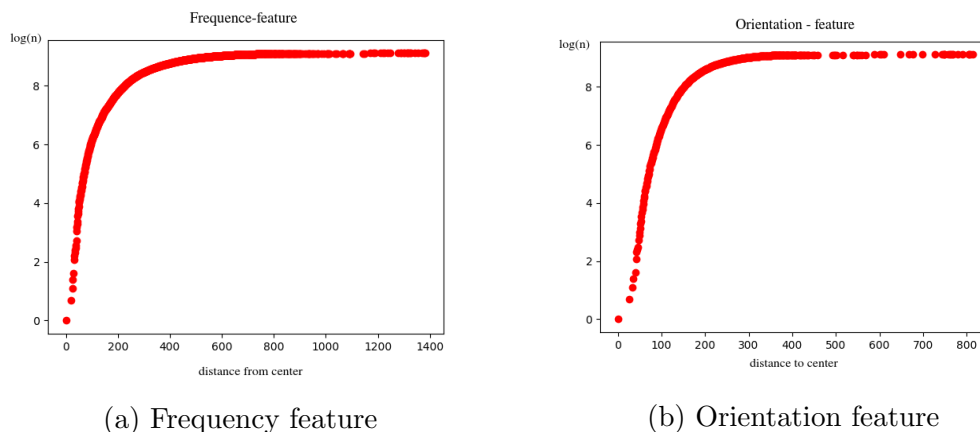 Frequence-feature
log(n)
8
6
4
2
0
0 200 400 600 800 1000 1200 1400
distance from center
(a) Frequency feature
Orientation - feature
log(n)
8
6
4
2
0
0 100 200 300 400 500 600 700 800
distance to center
(b) Orientation feature